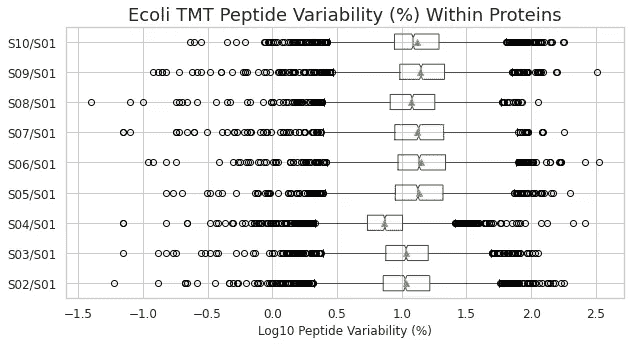 Ecoli TMT Peptide Variability (%) Within Proteins
S10/S01
S09/S01
S08/S01
S07/S01
S06/S01
S05/S01
S04/S01
S03/S01
S02/S01
−1.5 −1.0 −0.5 0.0 0.5 1.0 1.5 2.0 2.5
Log10 Peptide Variability (%)